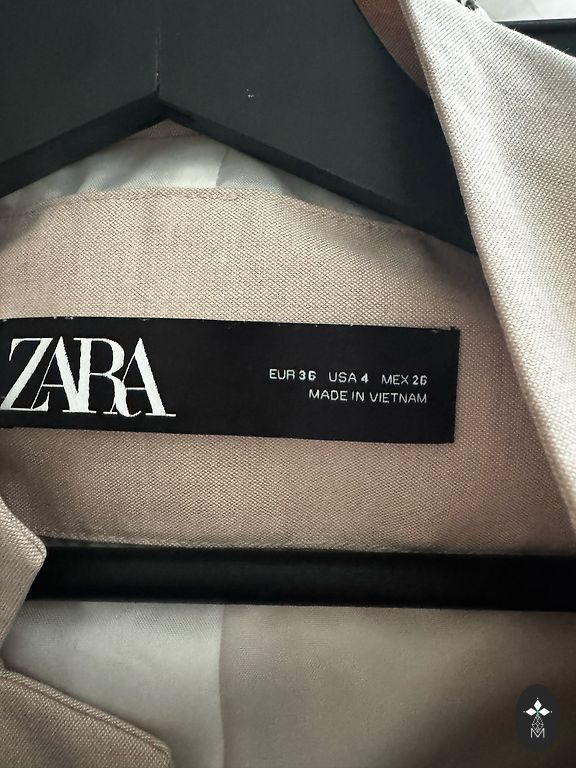 ZARA
EUR 36 USA 4 MEX 26
MADE IN VIETNAM
M